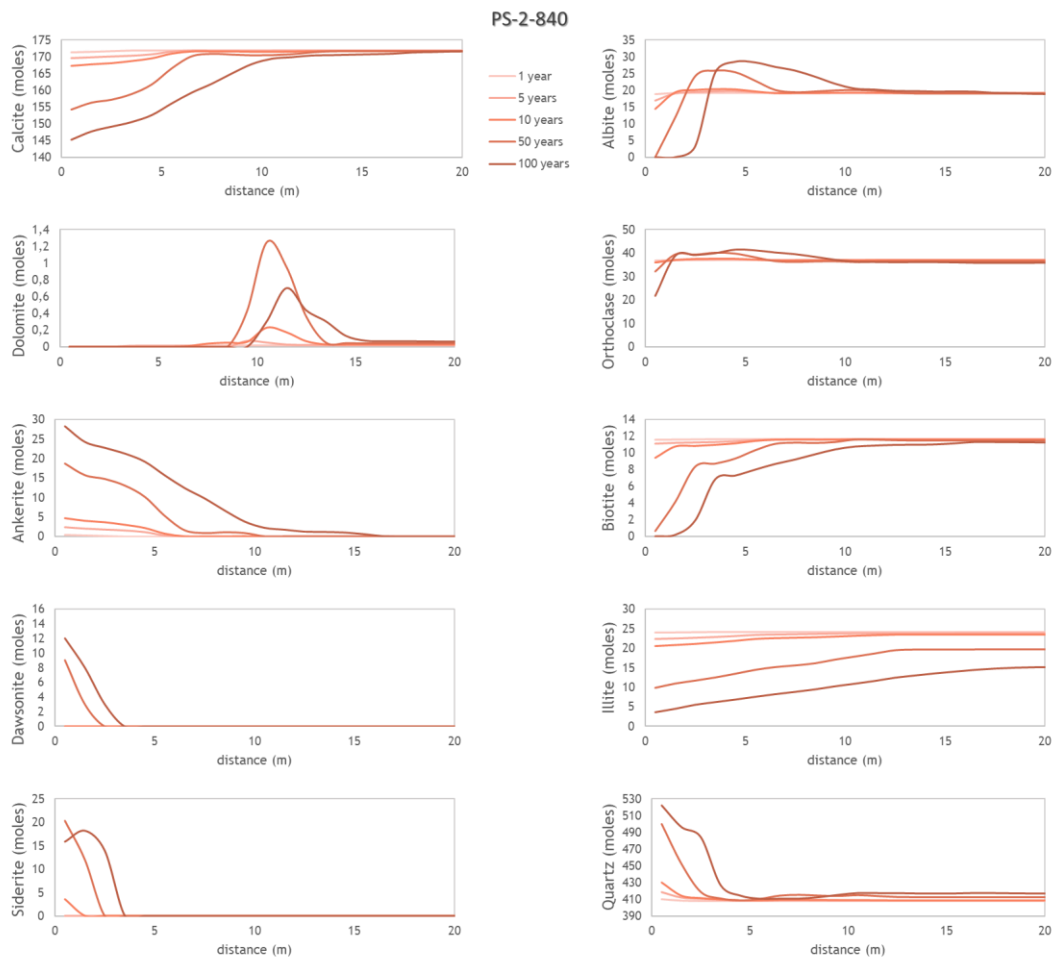 PS-2-840
Calcite (moles)
175
170
165
160
155
150
145
140
0 5 10 15 20
distance (m)
1 year
5 years
10 years
50 years
100 years
Albite (moles)
35
30
25
20
15
10
5
0
0 5 10 15 20
distance (m)
Dolomite (moles)
1,4
1,2
1
0,8
0,6
0,4
0,2
0
0 5 10 15 20
distance (m)
Orthoclase (moles)
50
40
30
20
10
0
0 5 10 15 20
distance (m)
Ankerite (moles)
30
25
20
15
10
5
0
0 5 10 15 20
distance (m)
Biotite (moles)
14
12
10
8
6
4
2
0
0 5 10 15 20
distance (m)
Dawsonite (moles)
16
14
12
10
8
6
4
2
0
0 5 10 15 20
distance (m)
Illite (moles)
30
25
20
15
10
5
0
0 5 10 15 20
distance (m)
Siderite (moles)
25
20
15
10
5
0
0 5 10 15 20
distance (m)
Quartz (moles)
530
510
490
470
450
430
410
390
0 5 10 15 20
distance (m)